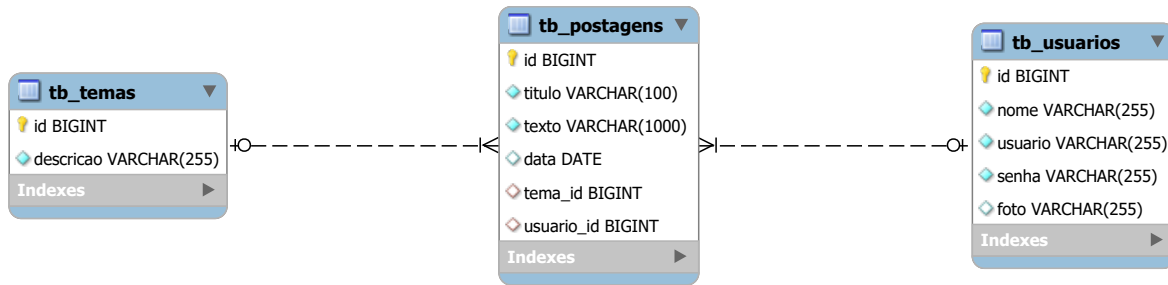 tb_temas
id BIGINT
descricao VARCHAR(255)
Indexes
tb_postagens
id BIGINT
titulo VARCHAR(100)
texto VARCHAR(1000)
data DATE
tema_id BIGINT
usuario_id BIGINT
Indexes
tb_usuarios
id BIGINT
nome VARCHAR(255)
usuario VARCHAR(255)
senha VARCHAR(255)
foto VARCHAR(255)
Indexes